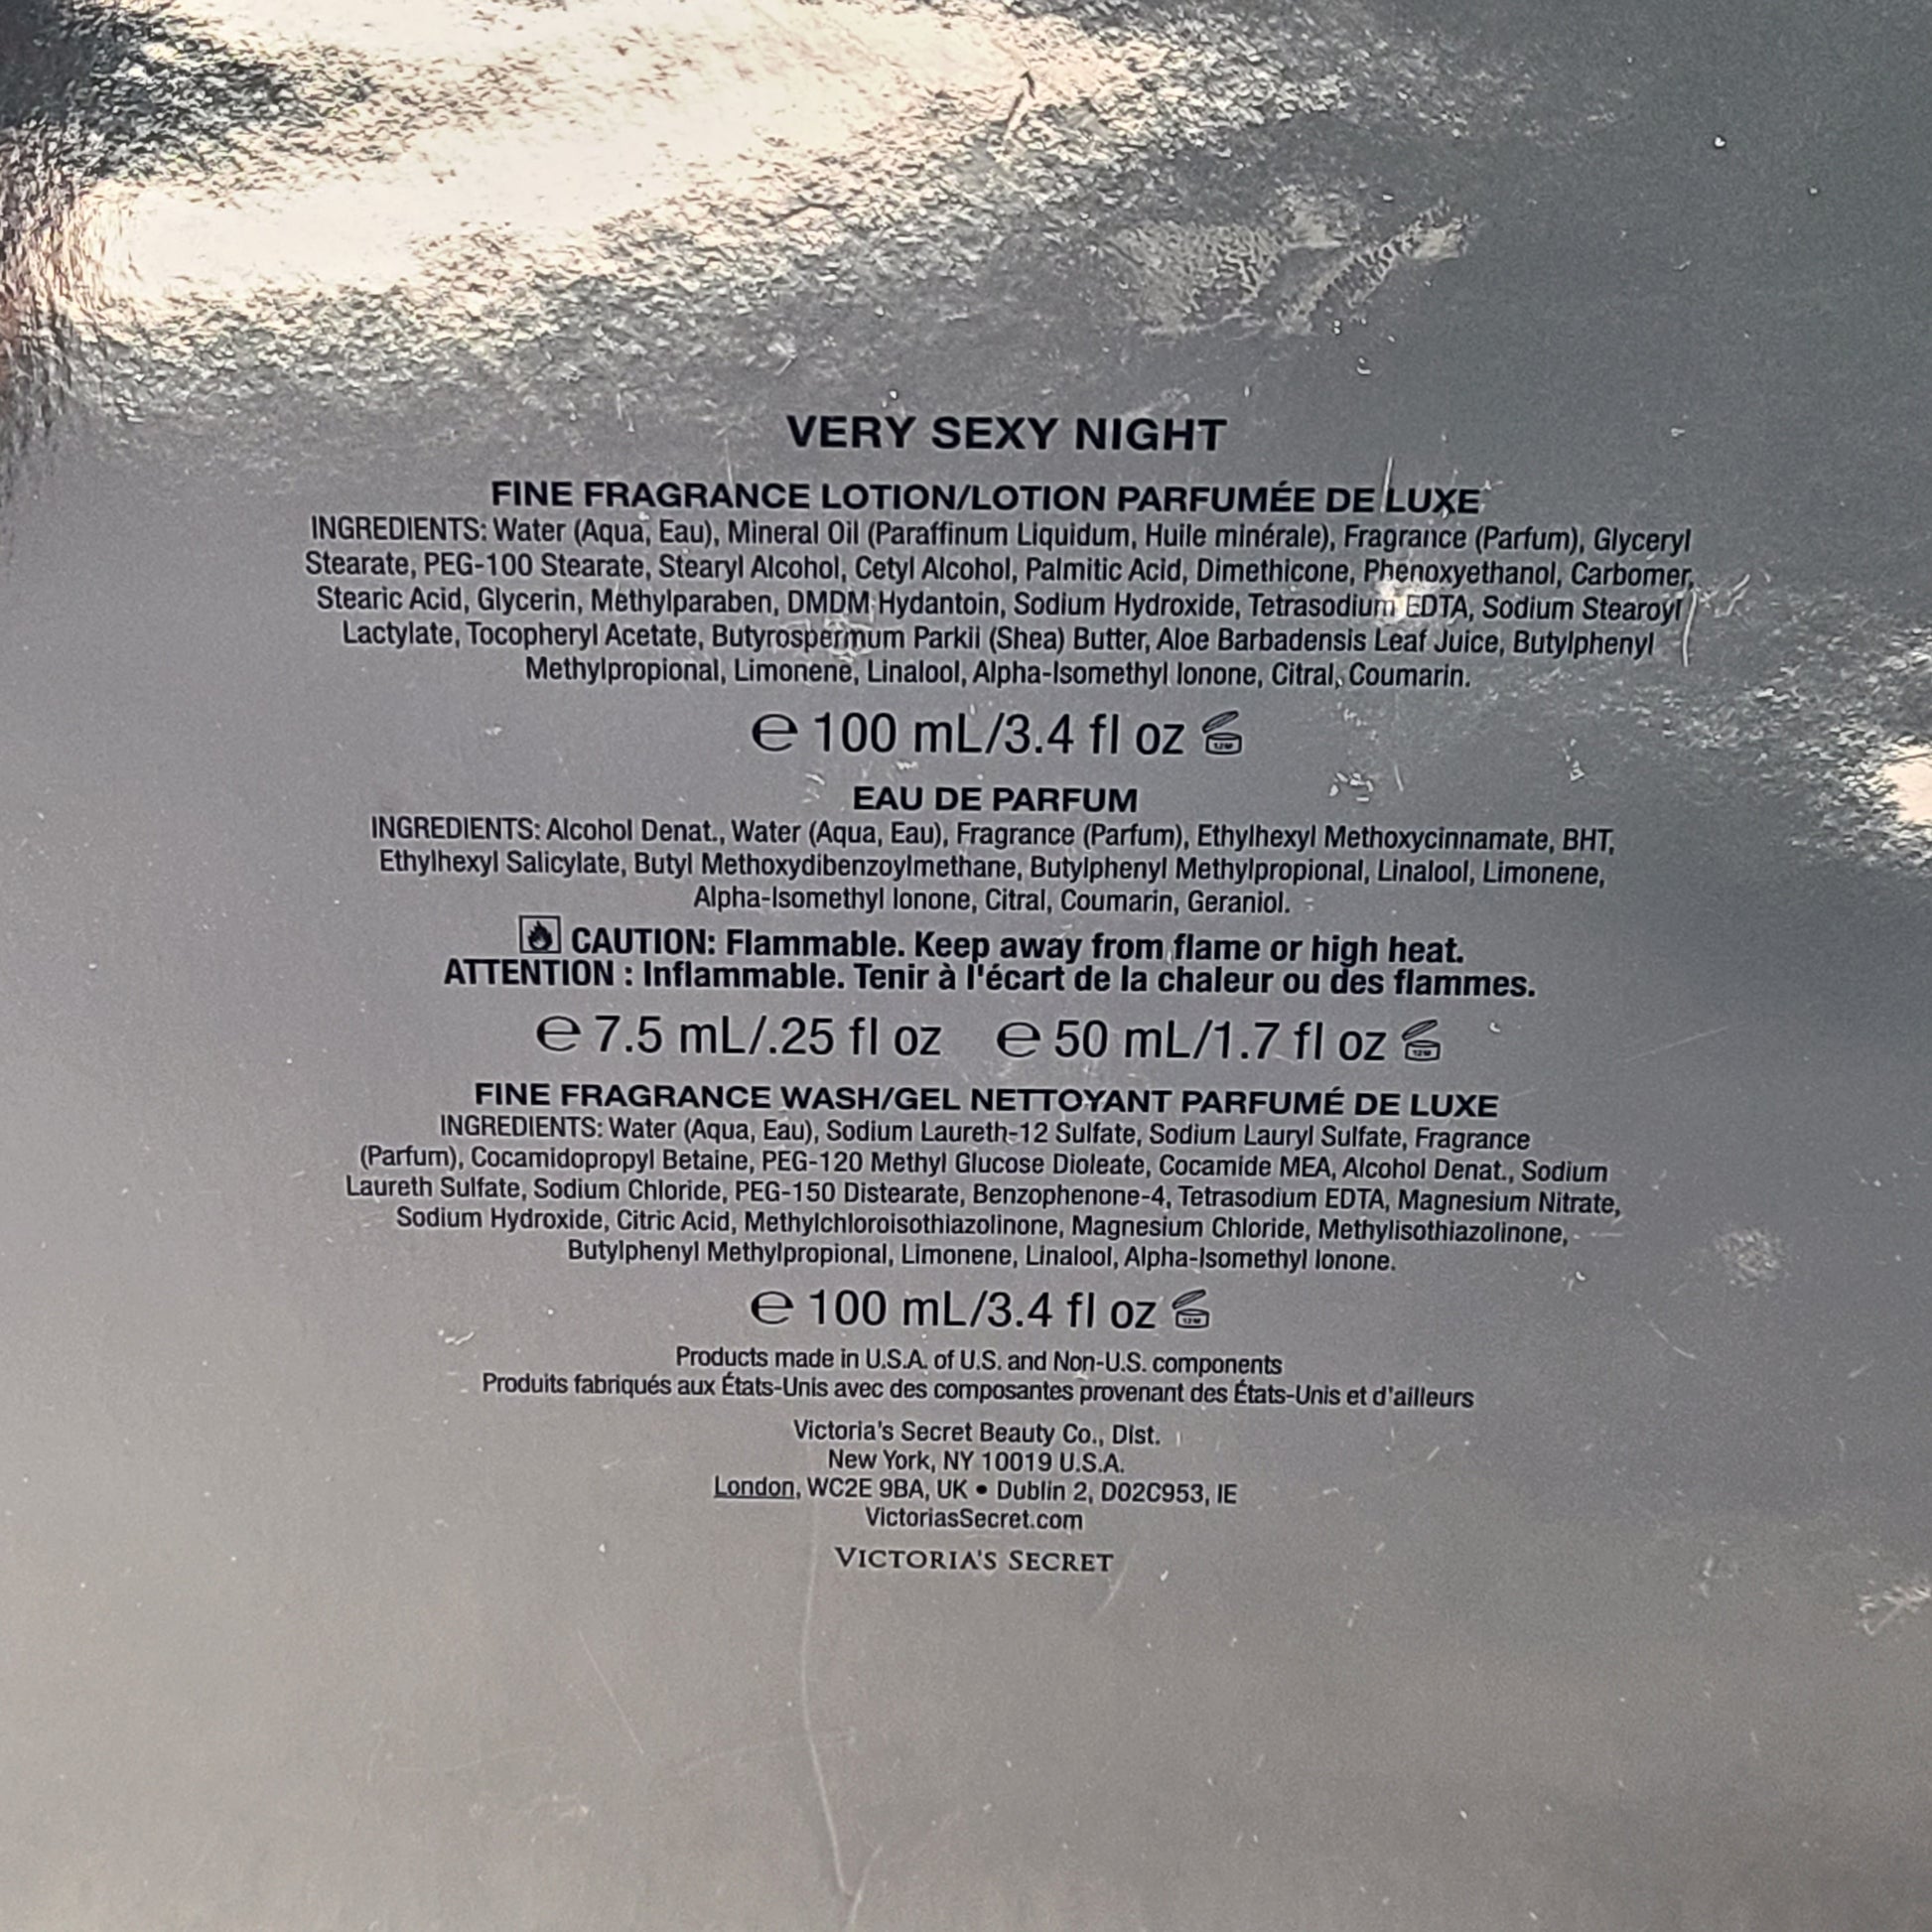 VERY SEXY NIGHT
FINE FRAGRANCE LOTION/LOTION PARFUMÉE DE LUXE
INGREDIENTS: Water (Aqua, Eau), Mineral Oil (Paraffinum Liquidum, Huile minérale), Fragrance (Parfum), Glyceryl
Stearate, PEG-100 Stearate, Stearyl Alcohol, Cetyl Alcohol, Palmitic Acid, Dimethicone, Phenoxyethanol, Carbomer,
Stearic Acid, Glycerin, Methylparaben, DMDM Hydantoin, Sodium Hydroxide, Tetrasodium EDTA, Sodium Stearoyl
Lactylate, Tocopheryl Acetate, Butyrospermum Parkii (Shea) Butter, Aloe Barbadensis Leaf Juice, Butylphenyl
Methylpropional, Limonene, Linalool, Alpha-Isomethyl Ionone, Citral, Coumarin.
℮ 100 mL/3.4 fl oz 12M
EAU DE PARFUM
INGREDIENTS: Alcohol Denat., Water (Aqua, Eau), Fragrance (Parfum), Ethylhexyl Methoxycinnamate, BHT,
Ethylhexyl Salicylate, Butyl Methoxydibenzoylmethane, Butylphenyl Methylpropional, Linalool, Limonene,
Alpha-Isomethyl Ionone, Citral, Coumarin, Geraniol.
CAUTION: Flammable. Keep away from flame or high heat.
ATTENTION : Inflammable. Tenir à l'écart de la chaleur ou des flammes.
℮ 7.5 mL/.25 fl oz ℮ 50 mL/1.7 fl oz 12M
FINE FRAGRANCE WASH/GEL NETTOYANT PARFUMÉ DE LUXE
INGREDIENTS: Water (Aqua, Eau), Sodium Laureth-12 Sulfate, Sodium Lauryl Sulfate, Fragrance
(Parfum), Cocamidopropyl Betaine, PEG-120 Methyl Glucose Dioleate, Cocamide MEA, Alcohol Denat., Sodium
Laureth Sulfate, Sodium Chloride, PEG-150 Distearate, Benzophenone-4, Tetrasodium EDTA, Magnesium Nitrate,
Sodium Hydroxide, Citric Acid, Methylchloroisothiazolinone, Magnesium Chloride, Methylisothiazolinone,
Butylphenyl Methylpropional, Limonene, Linalool, Alpha-Isomethyl Ionone.
℮ 100 mL/3.4 fl oz 12M
Products made in U.S.A. of U.S. and Non-U.S. components
Produits fabriqués aux États-Unis avec des composantes provenant des États-Unis et d'ailleurs
Victoria's Secret Beauty Co., Dist.
New York, NY 10019 U.S.A.
London, WC2E 9BA, UK • Dublin 2, D02C953, IE
VictoriasSecret.com
VICTORIA'S SECRET